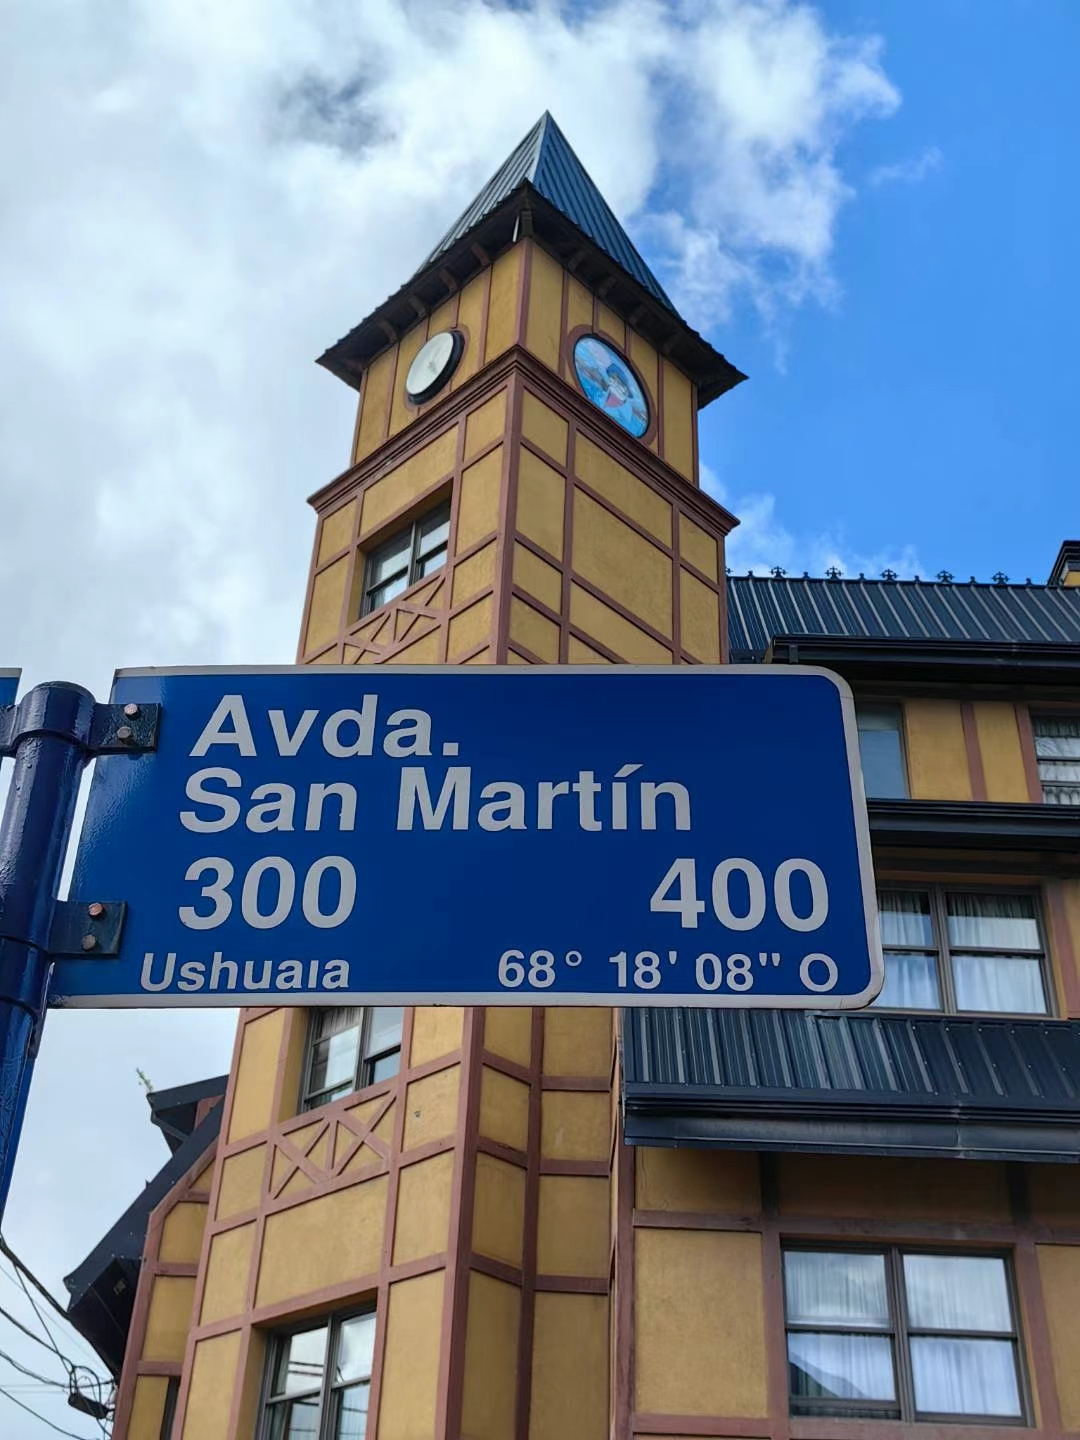 Avda.
San Martín
300 400
Ushuaia 68° 18' 08" O